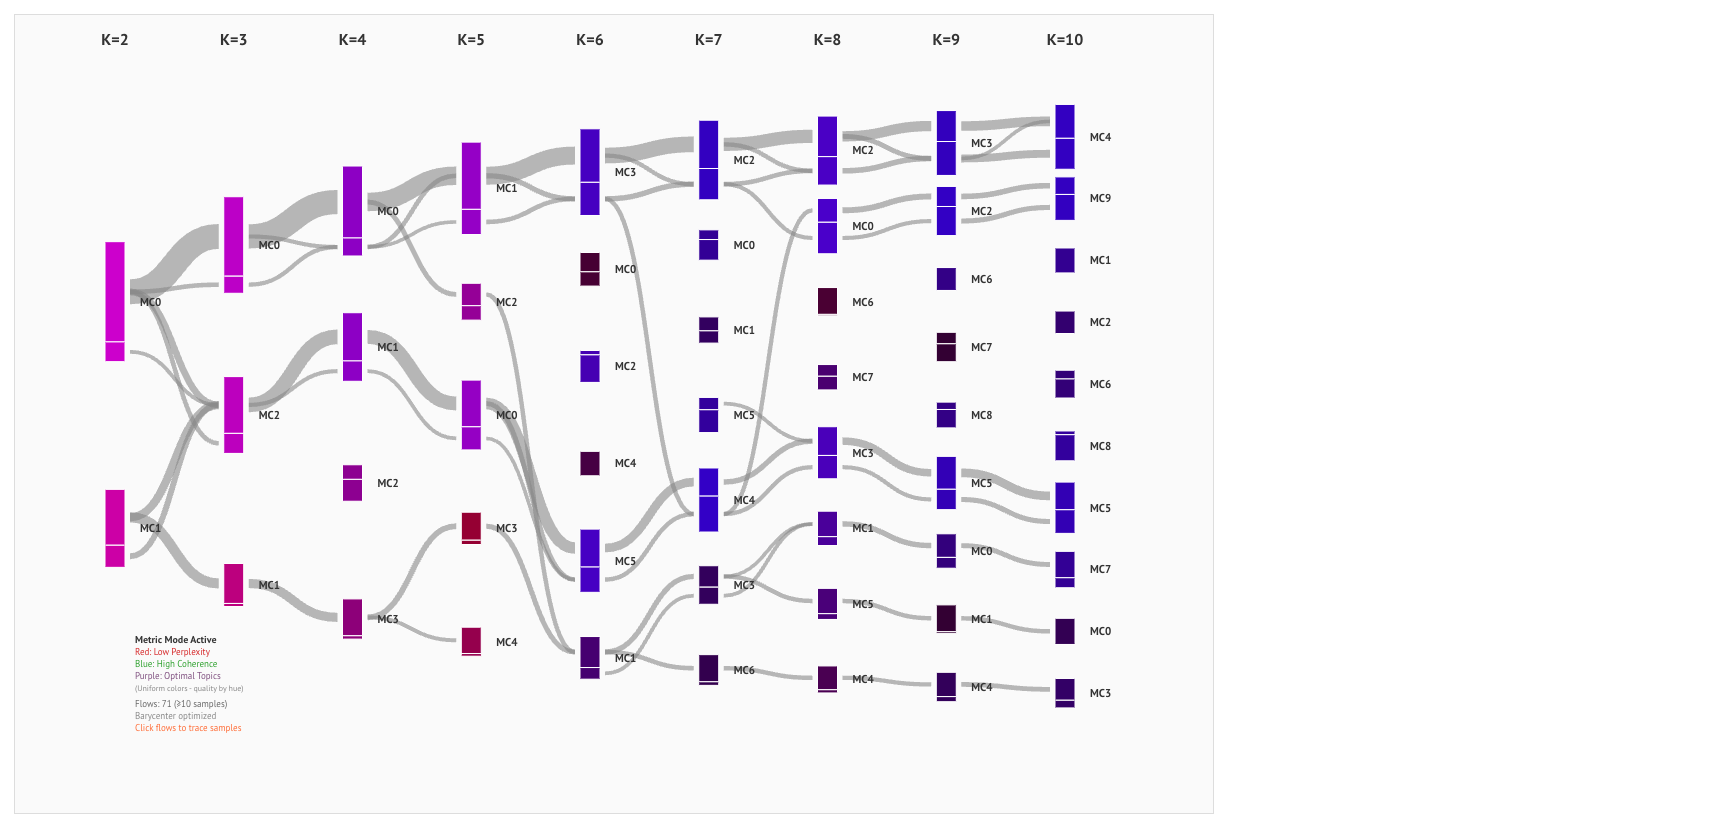 K=2 K=3 K=4 K=5 K=6 K=7 K=8 K=9 K=10
MC0
MC1
MC0
MC2
MC1
MC0
MC1
MC2
MC3
MC1
MC2
MC0
MC3
MC4
MC3
MC0
MC2
MC4
MC5
MC1
MC2
MC0
MC1
MC5
MC4
MC3
MC6
MC2
MC0
MC6
MC7
MC3
MC1
MC5
MC4
MC3
MC2
MC6
MC7
MC8
MC5
MC0
MC1
MC4
MC4
MC9
MC1
MC2
MC6
MC8
MC5
MC7
MC0
MC3
Metric Mode Active
Red: Low Perplexity
Blue: High Coherence
Purple: Optimal Topics
(Uniform colors - quality by hue)
Flows: 71 (≥10 samples)
Barycenter optimized
Click flows to trace samples